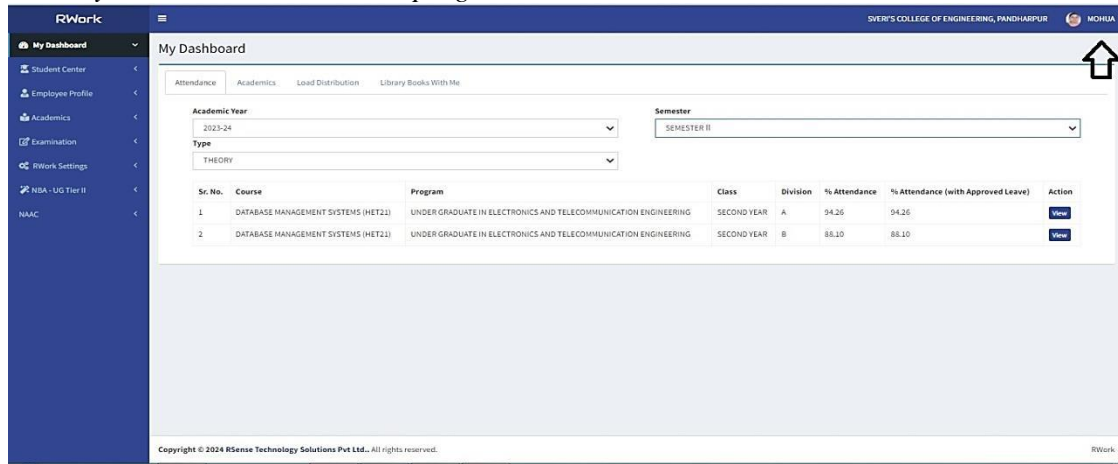 RWork
SVERI'S COLLEGE OF ENGINEERING, PANDHARPUR MOHUA
My Dashboard
Student Center
Employee Profile
Academics
Examination
RWork Settings
NBA - UG Tier II
NAAC
My Dashboard
Attendance Academics Load Distribution Library Books With Me
Academic Year Semester
2023-24 SEMESTER II
Type
THEORY
Sr. No. Course Program Class Division % Attendance % Attendance (with Approved Leave) Action
1 DATABASE MANAGEMENT SYSTEMS (HET21) UNDER GRADUATE IN ELECTRONICS AND TELECOMMUNICATION ENGINEERING SECOND YEAR A 94.26 94.26 View
2 DATABASE MANAGEMENT SYSTEMS (HET21) UNDER GRADUATE IN ELECTRONICS AND TELECOMMUNICATION ENGINEERING SECOND YEAR B 88.10 88.10 View
Copyright © 2024 RSense Technology Solutions Pvt Ltd.. All rights reserved. RWork